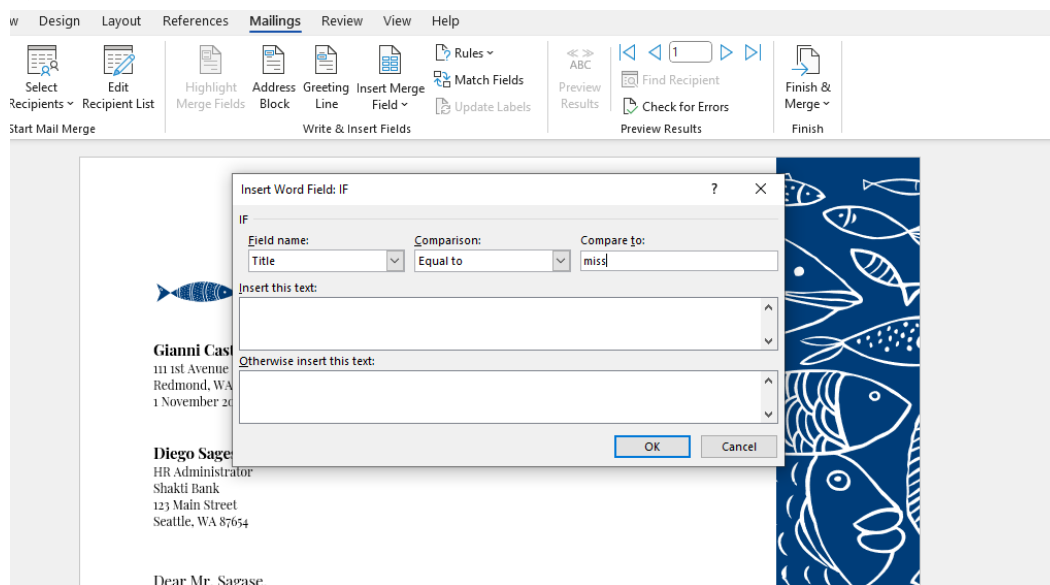 w Design Layout References Mailings Review View Help
Select Recipients
Edit Recipient List
Highlight Merge Fields
Address Block
Greeting Line
Insert Merge Field
Rules
Match Fields
Update Labels
ABC
Preview Results
1
Find Recipient
Check for Errors
Finish & Merge
Start Mail Merge
Write & Insert Fields
Preview Results
Finish
Insert Word Field: IF
?
IF
Field name: Comparison: Compare to:
Title Equal to miss
Insert this text:
Otherwise insert this text:
OK Cancel
Gianni Cast
111 1st Avenue
Redmond, WA
1 November 20
Diego Sages
HR Administrator
Shakti Bank
123 Main Street
Seattle, WA 87654
Dear Mr. Sagase,